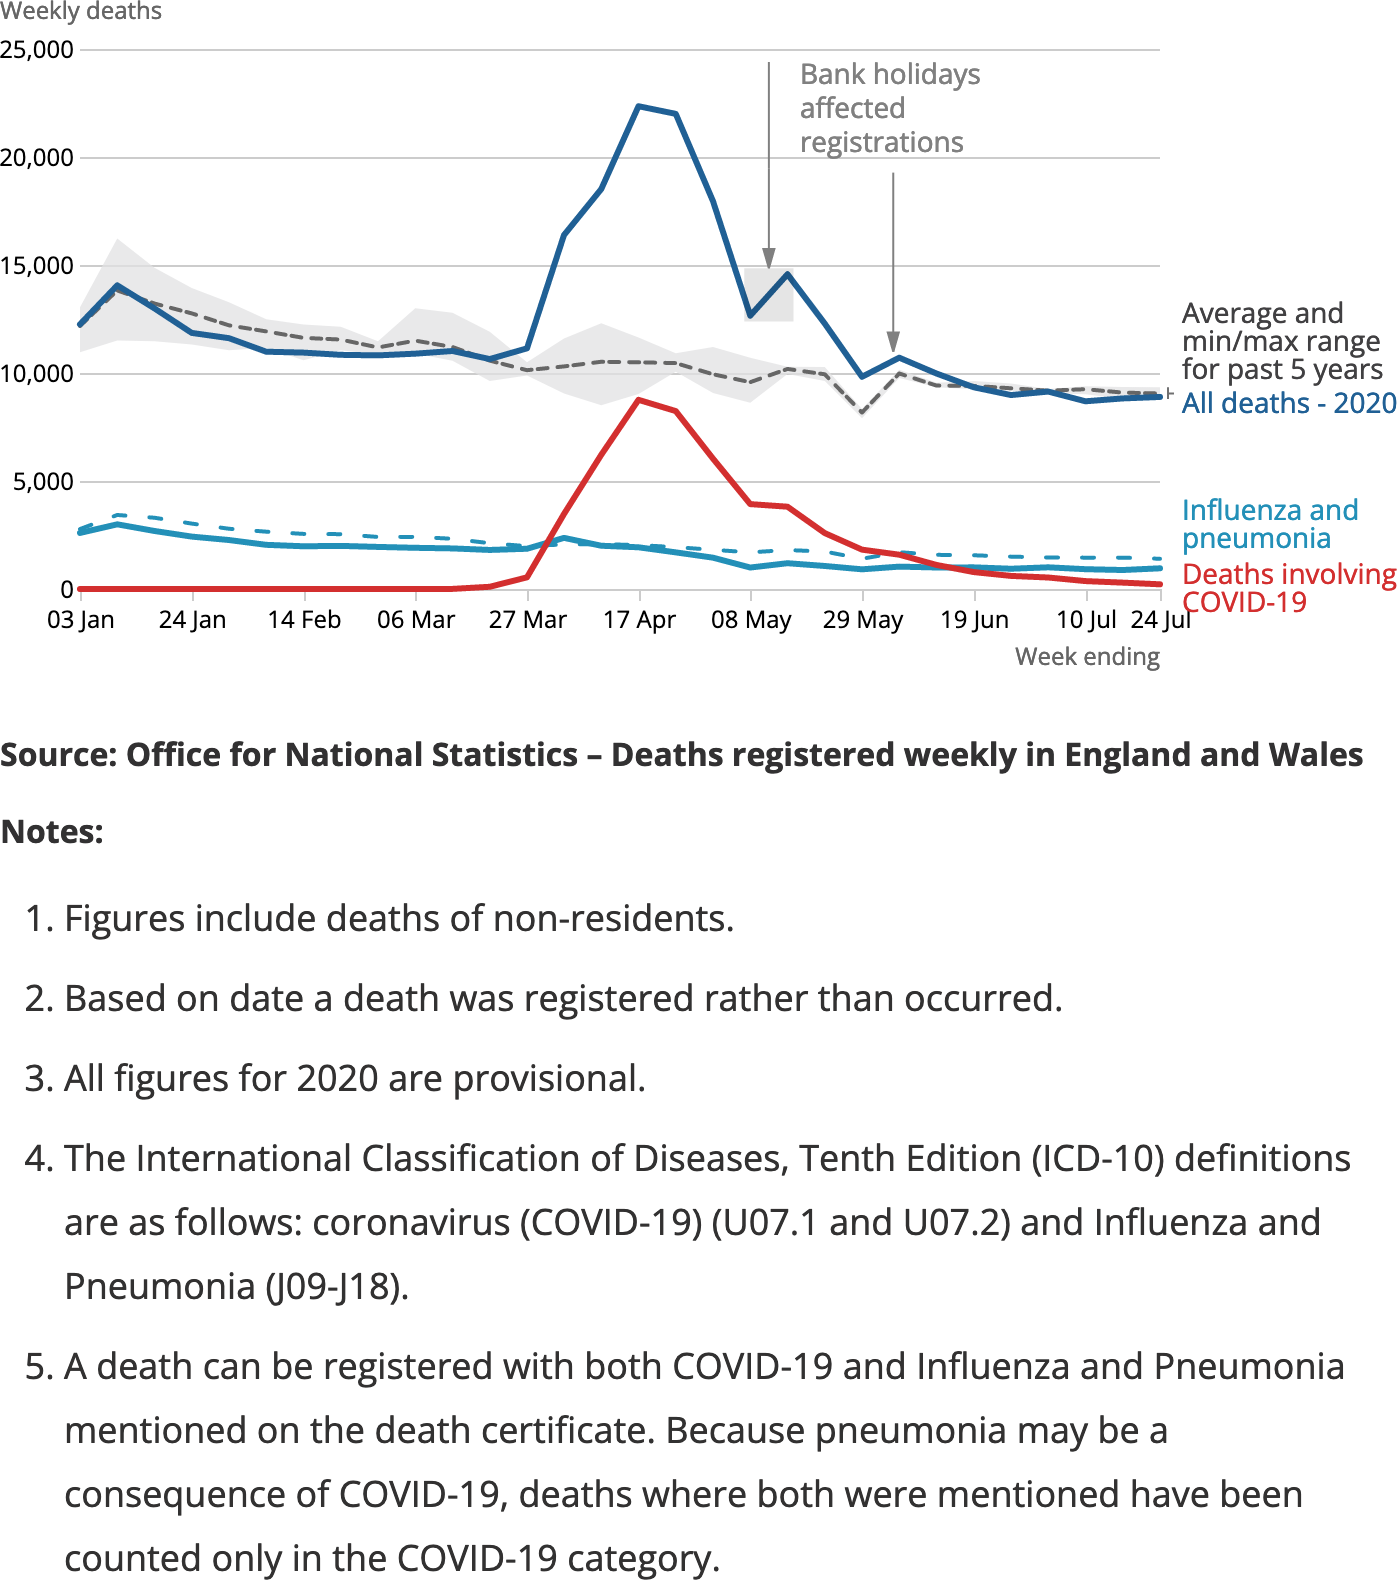 Weekly deaths
25,000
20,000
15,000
10,000
5,000
0
Bank holidays
affected
registrations
Average and
min/max range
for past 5 years
All deaths - 2020
Influenza and
pneumonia
Deaths involving
COVID-19
03 Jan 24 Jan 14 Feb 06 Mar 27 Mar 17 Apr 08 May 29 May 19 Jun 10 Jul 24 Jul
Week ending
Source: Office for National Statistics – Deaths registered weekly in England and Wales
Notes:
1. Figures include deaths of non-residents.
2. Based on date a death was registered rather than occurred.
3. All figures for 2020 are provisional.
4. The International Classification of Diseases, Tenth Edition (ICD-10) definitions
are as follows: coronavirus (COVID-19) (U07.1 and U07.2) and Influenza and
Pneumonia (J09-J18).
5. A death can be registered with both COVID-19 and Influenza and Pneumonia
mentioned on the death certificate. Because pneumonia may be a
consequence of COVID-19, deaths where both were mentioned have been
counted only in the COVID-19 category.